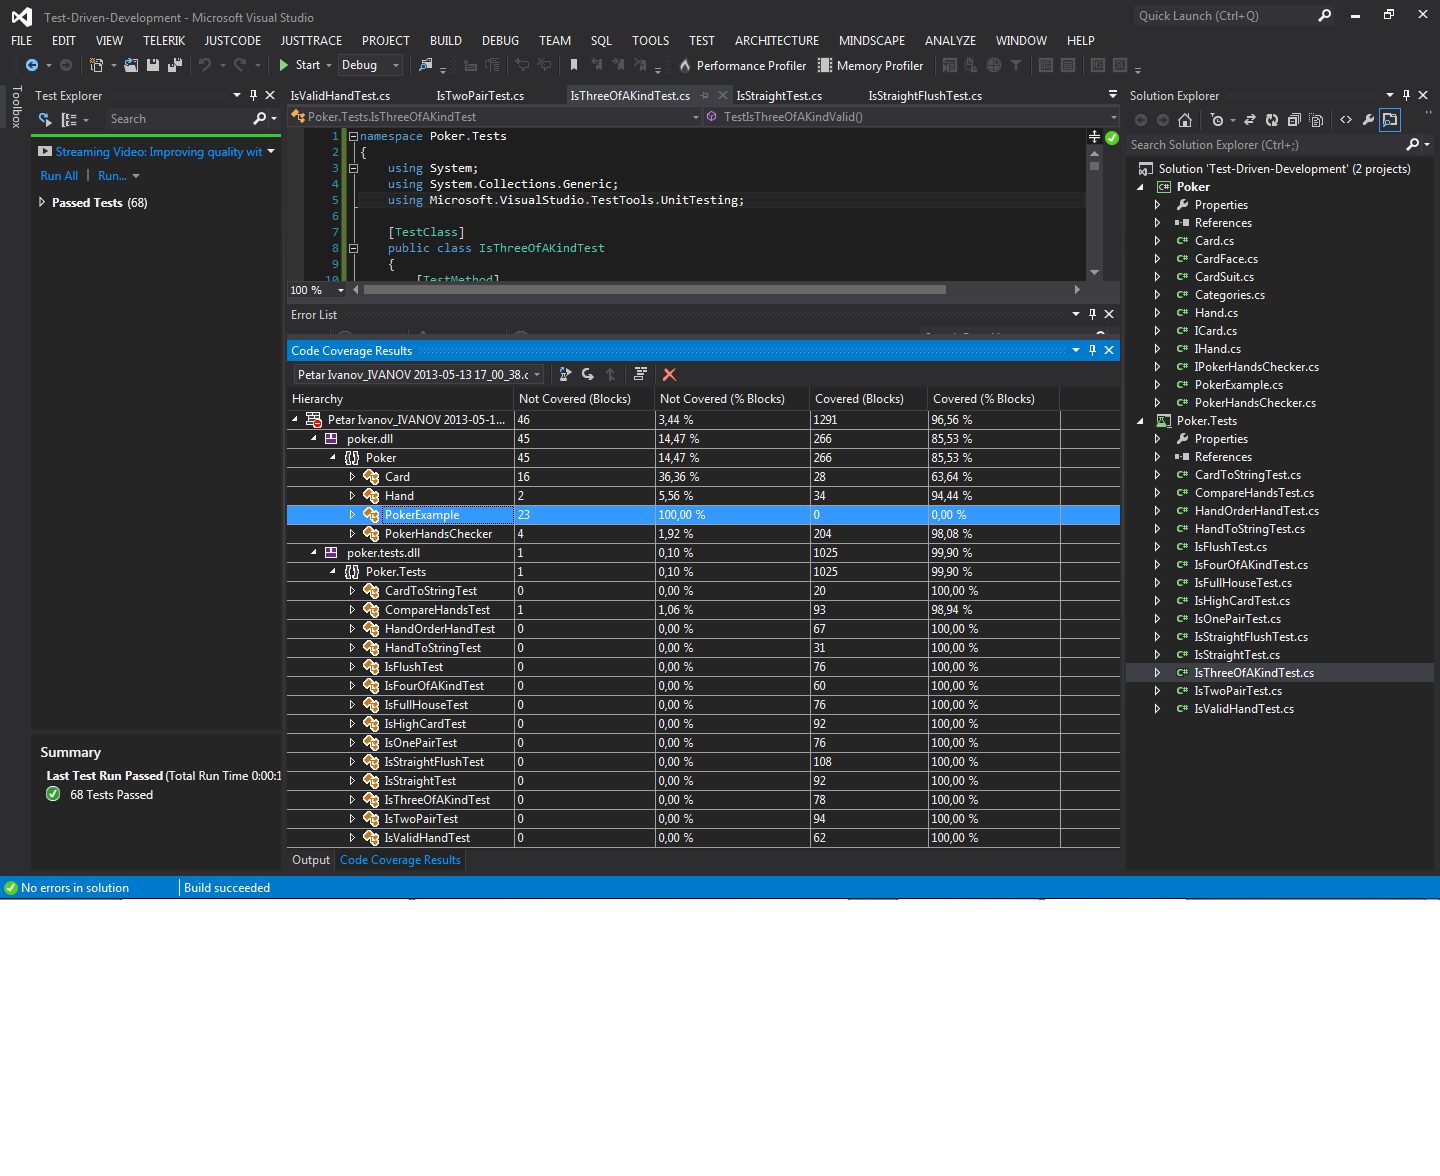 Test-Driven-Development - Microsoft Visual Studio
Quick Launch (Ctrl+Q)
FILE EDIT VIEW TELERIK JUSTCODE JUSTTRACE PROJECT BUILD DEBUG TEAM SQL TOOLS TEST ARCHITECTURE MINDSCAPE ANALYZE WINDOW HELP
Start Debug Performance Profiler Memory Profiler
Toolbox
Test Explorer
Search
Streaming Video: Improving quality wit
Run All | Run...
Passed Tests (68)
Summary
Last Test Run Passed (Total Run Time 0:00:1
68 Tests Passed
IsValidHandTest.cs IsTwoPairTest.cs IsThreeOfAKindTest.cs IsStraightTest.cs IsStraightFlushTest.cs
Poker.Tests.IsThreeOfAKindTest TestIsThreeOfAKindValid()
1 namespace Poker.Tests
2 {
3 using System;
4 using System.Collections.Generic;
5 using Microsoft.VisualStudio.TestTools.UnitTesting;
6
7 [TestClass]
8 public class IsThreeOfAKindTest
9 {
10 [TestMethod]
100 %
Error List
Code Coverage Results
Petar Ivanov_IVANOV 2013-05-13 17_00_38.c
Hierarchy Not Covered (Blocks) Not Covered (% Blocks) Covered (Blocks) Covered (% Blocks)
Petar Ivanov_IVANOV 2013-05-1... 46 3,44 % 1291 96,56 %
poker.dll 45 14,47 % 266 85,53 %
Poker 45 14,47 % 266 85,53 %
Card 16 36,36 % 28 63,64 %
Hand 2 5,56 % 34 94,44 %
PokerExample 23 100,00 % 0 0,00 %
PokerHandsChecker 4 1,92 % 204 98,08 %
poker.tests.dll 1 0,10 % 1025 99,90 %
Poker.Tests 1 0,10 % 1025 99,90 %
CardToStringTest 0 0,00 % 20 100,00 %
CompareHandsTest 1 1,06 % 93 98,94 %
HandOrderHandTest 0 0,00 % 67 100,00 %
HandToStringTest 0 0,00 % 31 100,00 %
IsFlushTest 0 0,00 % 76 100,00 %
IsFourOfAKindTest 0 0,00 % 60 100,00 %
IsFullHouseTest 0 0,00 % 76 100,00 %
IsHighCardTest 0 0,00 % 92 100,00 %
IsOnePairTest 0 0,00 % 76 100,00 %
IsStraightFlushTest 0 0,00 % 108 100,00 %
IsStraightTest 0 0,00 % 92 100,00 %
IsThreeOfAKindTest 0 0,00 % 78 100,00 %
IsTwoPairTest 0 0,00 % 94 100,00 %
IsValidHandTest 0 0,00 % 62 100,00 %
Output Code Coverage Results
Solution Explorer
Search Solution Explorer (Ctrl+;)
Solution 'Test-Driven-Development' (2 projects)
Poker
Properties
References
Card.cs
CardFace.cs
CardSuit.cs
Categories.cs
Hand.cs
ICard.cs
IHand.cs
IPokerHandsChecker.cs
PokerExample.cs
PokerHandsChecker.cs
Poker.Tests
Properties
References
CardToStringTest.cs
CompareHandsTest.cs
HandOrderHandTest.cs
HandToStringTest.cs
IsFlushTest.cs
IsFourOfAKindTest.cs
IsFullHouseTest.cs
IsHighCardTest.cs
IsOnePairTest.cs
IsStraightFlushTest.cs
IsStraightTest.cs
IsThreeOfAKindTest.cs
IsTwoPairTest.cs
IsValidHandTest.cs
No errors in solution Build succeeded